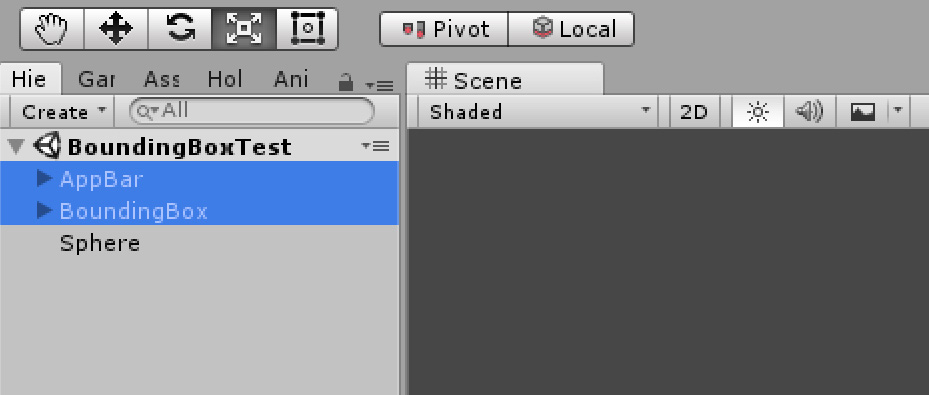 Pivot Local
Hie Gar Ass Hol Ani
Scene
Create All
Shaded 2D
BoundingBoxTest
AppBar
BoundingBox
Sphere